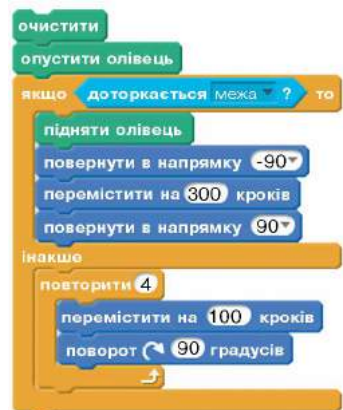 очистити
опустити олівець
якщо доторкається межа ? то
підняти олівець
повернути в напрямку -90
перемістити на 300 кроків
повернути в напрямку 90
інакше
повторити 4
перемістити на 100 кроків
поворот 90 градусів